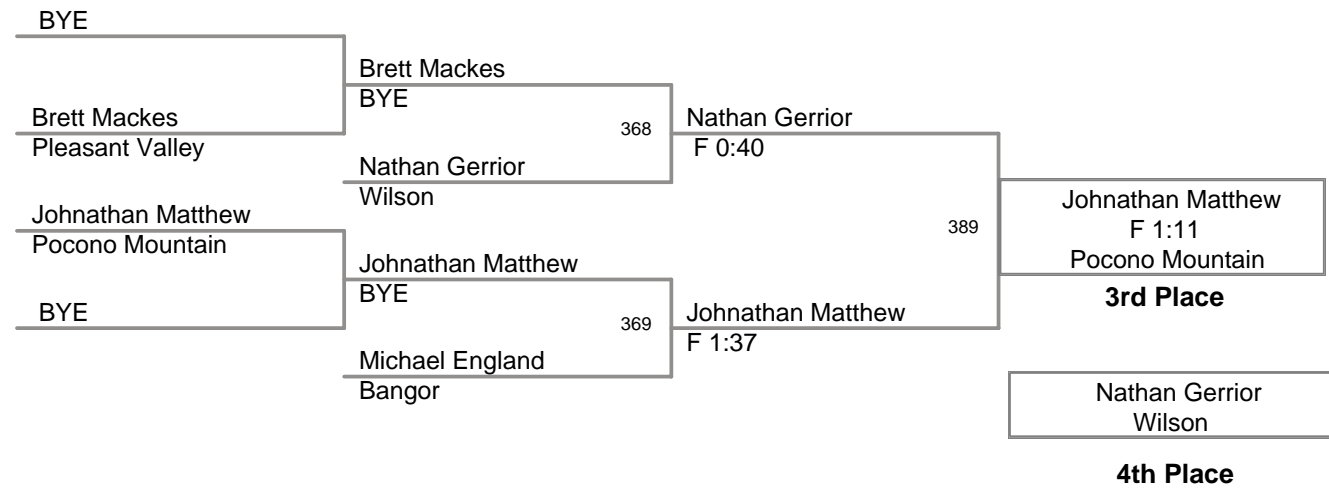 BYE
Brett Mackes
Pleasant Valley
Johnathan Matthew
Pocono Mountain
BYE
Brett Mackes
BYE
368
Nathan Gerrior
Wilson
Johnathan Matthew
BYE
369
Michael England
Bangor
Nathan Gerrior
F 0:40
389
Johnathan Matthew
F 1:37
Johnathan Matthew
F 1:11
Pocono Mountain
3rd Place
Nathan Gerrior
Wilson
4th Place